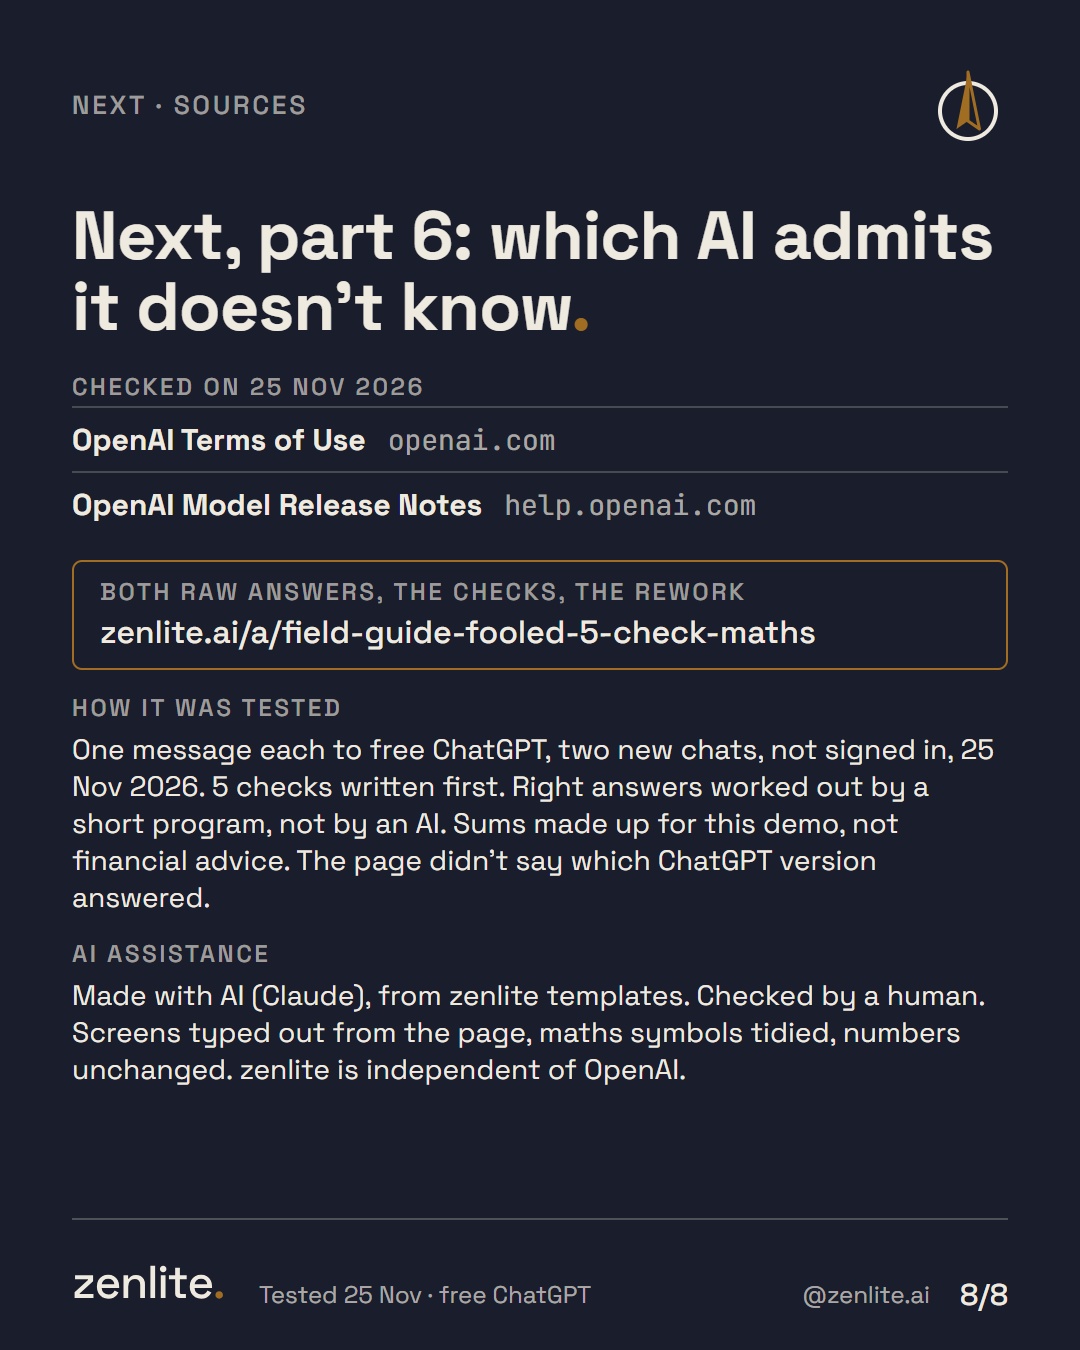 NEXT · SOURCES
Next, part 6: which AI admits
it doesn’t know.
CHECKED ON 25 NOV 2026
OpenAI Terms of Use openai.com
OpenAI Model Release Notes help.openai.com
BOTH RAW ANSWERS, THE CHECKS, THE REWORK
zenlite.ai/a/field-guide-fooled-5-check-maths
HOW IT WAS TESTED
One message each to free ChatGPT, two new chats, not signed in, 25
Nov 2026. 5 checks written first. Right answers worked out by a
short program, not by an AI. Sums made up for this demo, not
financial advice. The page didn’t say which ChatGPT version
answered.
AI ASSISTANCE
Made with AI (Claude), from zenlite templates. Checked by a human.
Screens typed out from the page, maths symbols tidied, numbers
unchanged. zenlite is independent of OpenAI.
zenlite. Tested 25 Nov · free ChatGPT @zenlite.ai 8/8